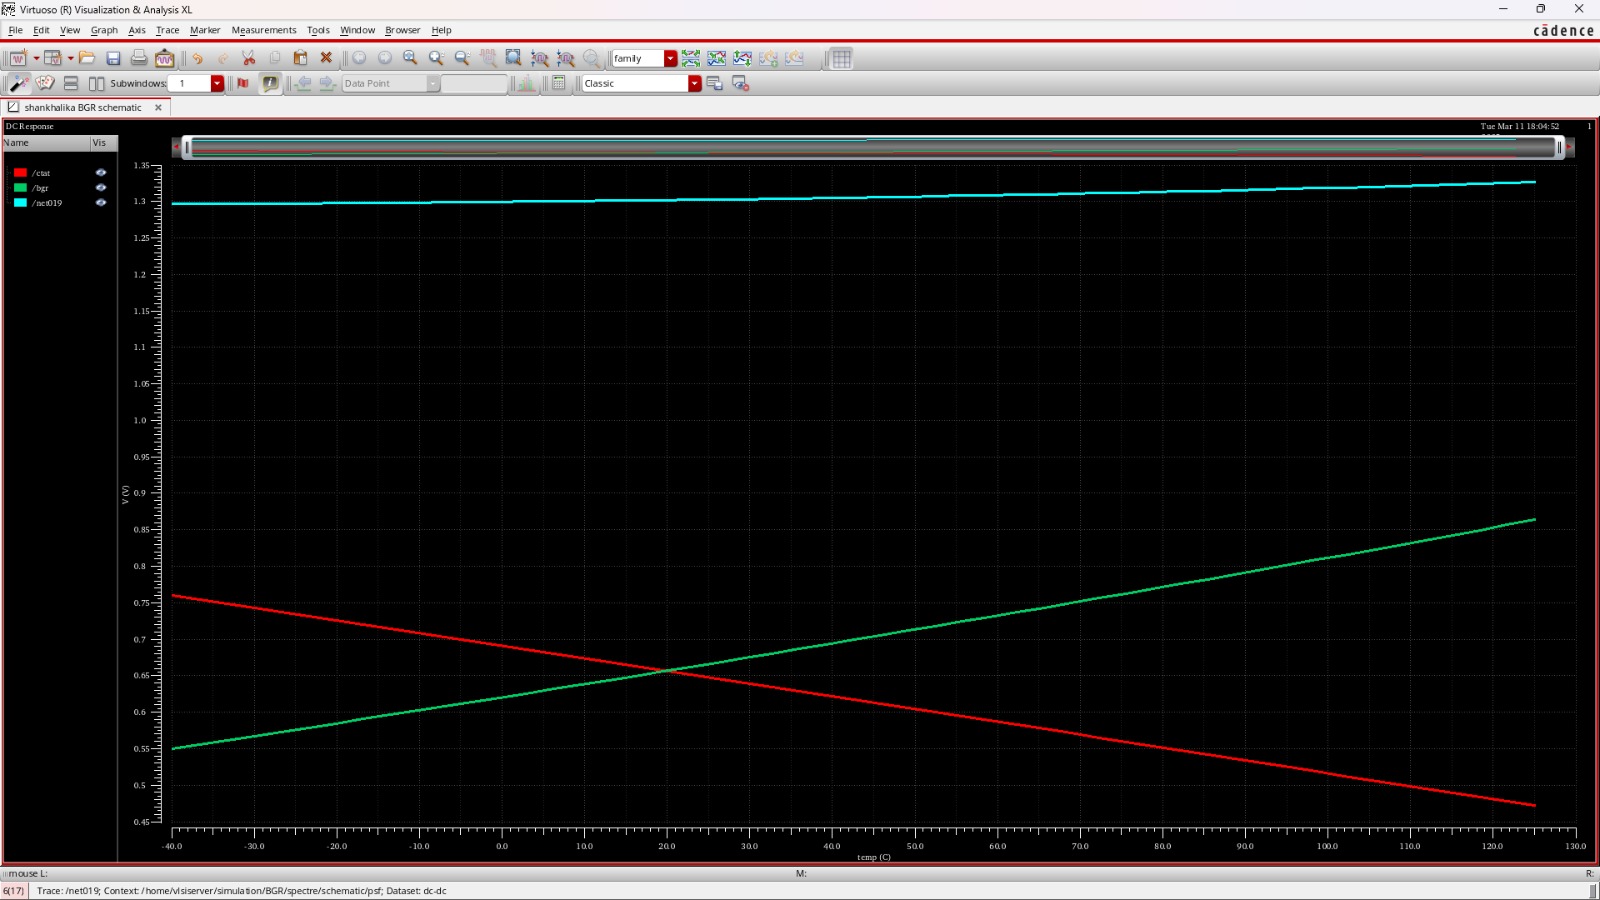 Virtuoso (R) Visualization & Analysis XL
File Edit View Graph Axis Trace Marker Measurements Tools Window Browser Help
cādence
family
Subwindows: 1
Data Point
Classic
shankhalika BGR schematic
DC Response
Tue Mar 11 18:04:52
1
Name Vis
/ctat
/bgr
/net019
1.35
1.3
1.25
1.2
1.15
1.1
1.05
1.0
0.95
0.9
0.85
0.8
0.75
0.7
0.65
0.6
0.55
0.5
0.45
V (V)
-40.0 -30.0 -20.0 -10.0 0.0 10.0 20.0 30.0 40.0 50.0 60.0 70.0 80.0 90.0 100.0 110.0 120.0 130.0
temp (C)
mouse L: M: R:
6(17) Trace: /net019; Context: /home/vlsiserver/simulation/BGR/spectre/schematic/psf; Dataset: dc-dc